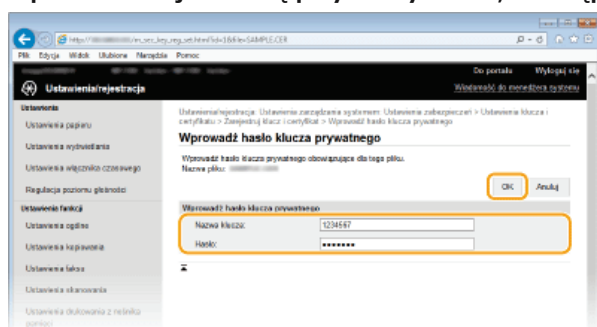 Plik Edycja Widok Ulubione Narzędzia Pomoc
Do portalu Wyloguj się
Ustawienia/rejestracja
Wiadomość do menedżera systemu
Ustawienia
Ustawienia papieru
Ustawienia wyświetlania
Ustawienia włącznika czasowego
Regulacja poziomu głośności
Ustawienia funkcji
Ustawienia ogólne
Ustawienia kopiowania
Ustawienia faksu
Ustawienia skanowania
Ustawienia drukowania z nośnika
pamięci
Ustawienia/rejestracja: Ustawienia zarządzania systemem: Ustawienia zabezpieczeń > Ustawienia klucza i
certyfikatu > Zarejestruj klucz i certyfikat > Wprowadź hasło klucza prywatnego
Wprowadź hasło klucza prywatnego
Wprowadź hasło klucza prywatnego obowiązujące dla tego pliku.
Nazwa pliku:
OK Anuluj
Wprowadź hasło klucza prywatnego
Nazwa klucza: 1234567
Hasło: •••••••